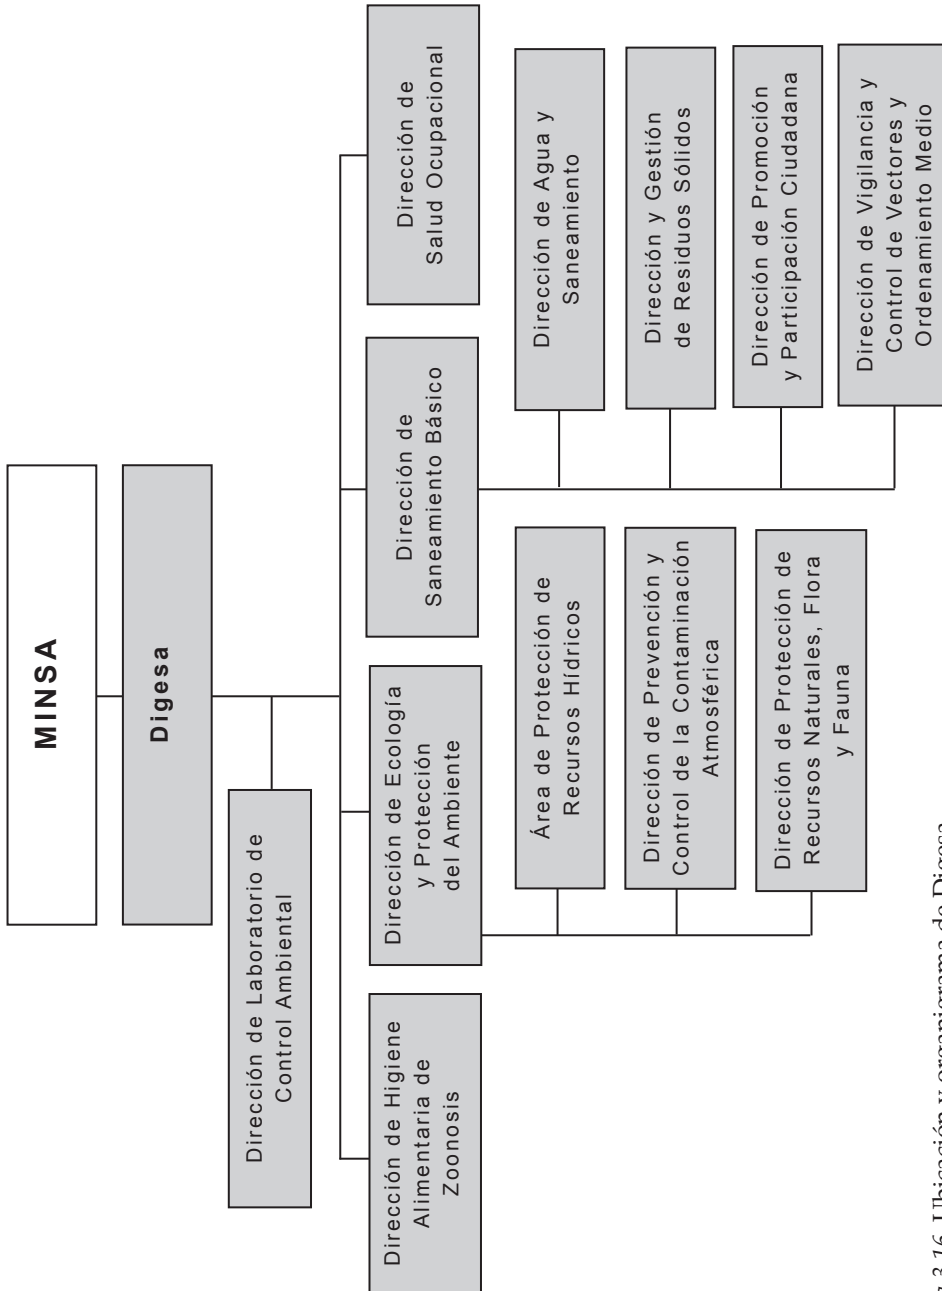 MINSA
Digesa
Dirección de Laboratorio de
Control Ambiental
Dirección de Higiene
Alimentaria de
Zoonosis
Dirección de Ecología
y Protección
del Ambiente
Dirección de
Saneamiento Básico
Dirección de
Salud Ocupacional
Área de Protección de
Recursos Hídricos
Dirección de Prevención y
Control de la Contaminación
Atmosférica
Dirección de Protección de
Recursos Naturales, Flora
y Fauna
Dirección de Agua y
Saneamiento
Dirección y Gestión
de Residuos Sólidos
Dirección de Promoción
y Participación Ciudadana
Dirección de Vigilancia y
Control de Vectores y
Ordenamiento Medio
3.16. Ubicación y organigrama de Digesa